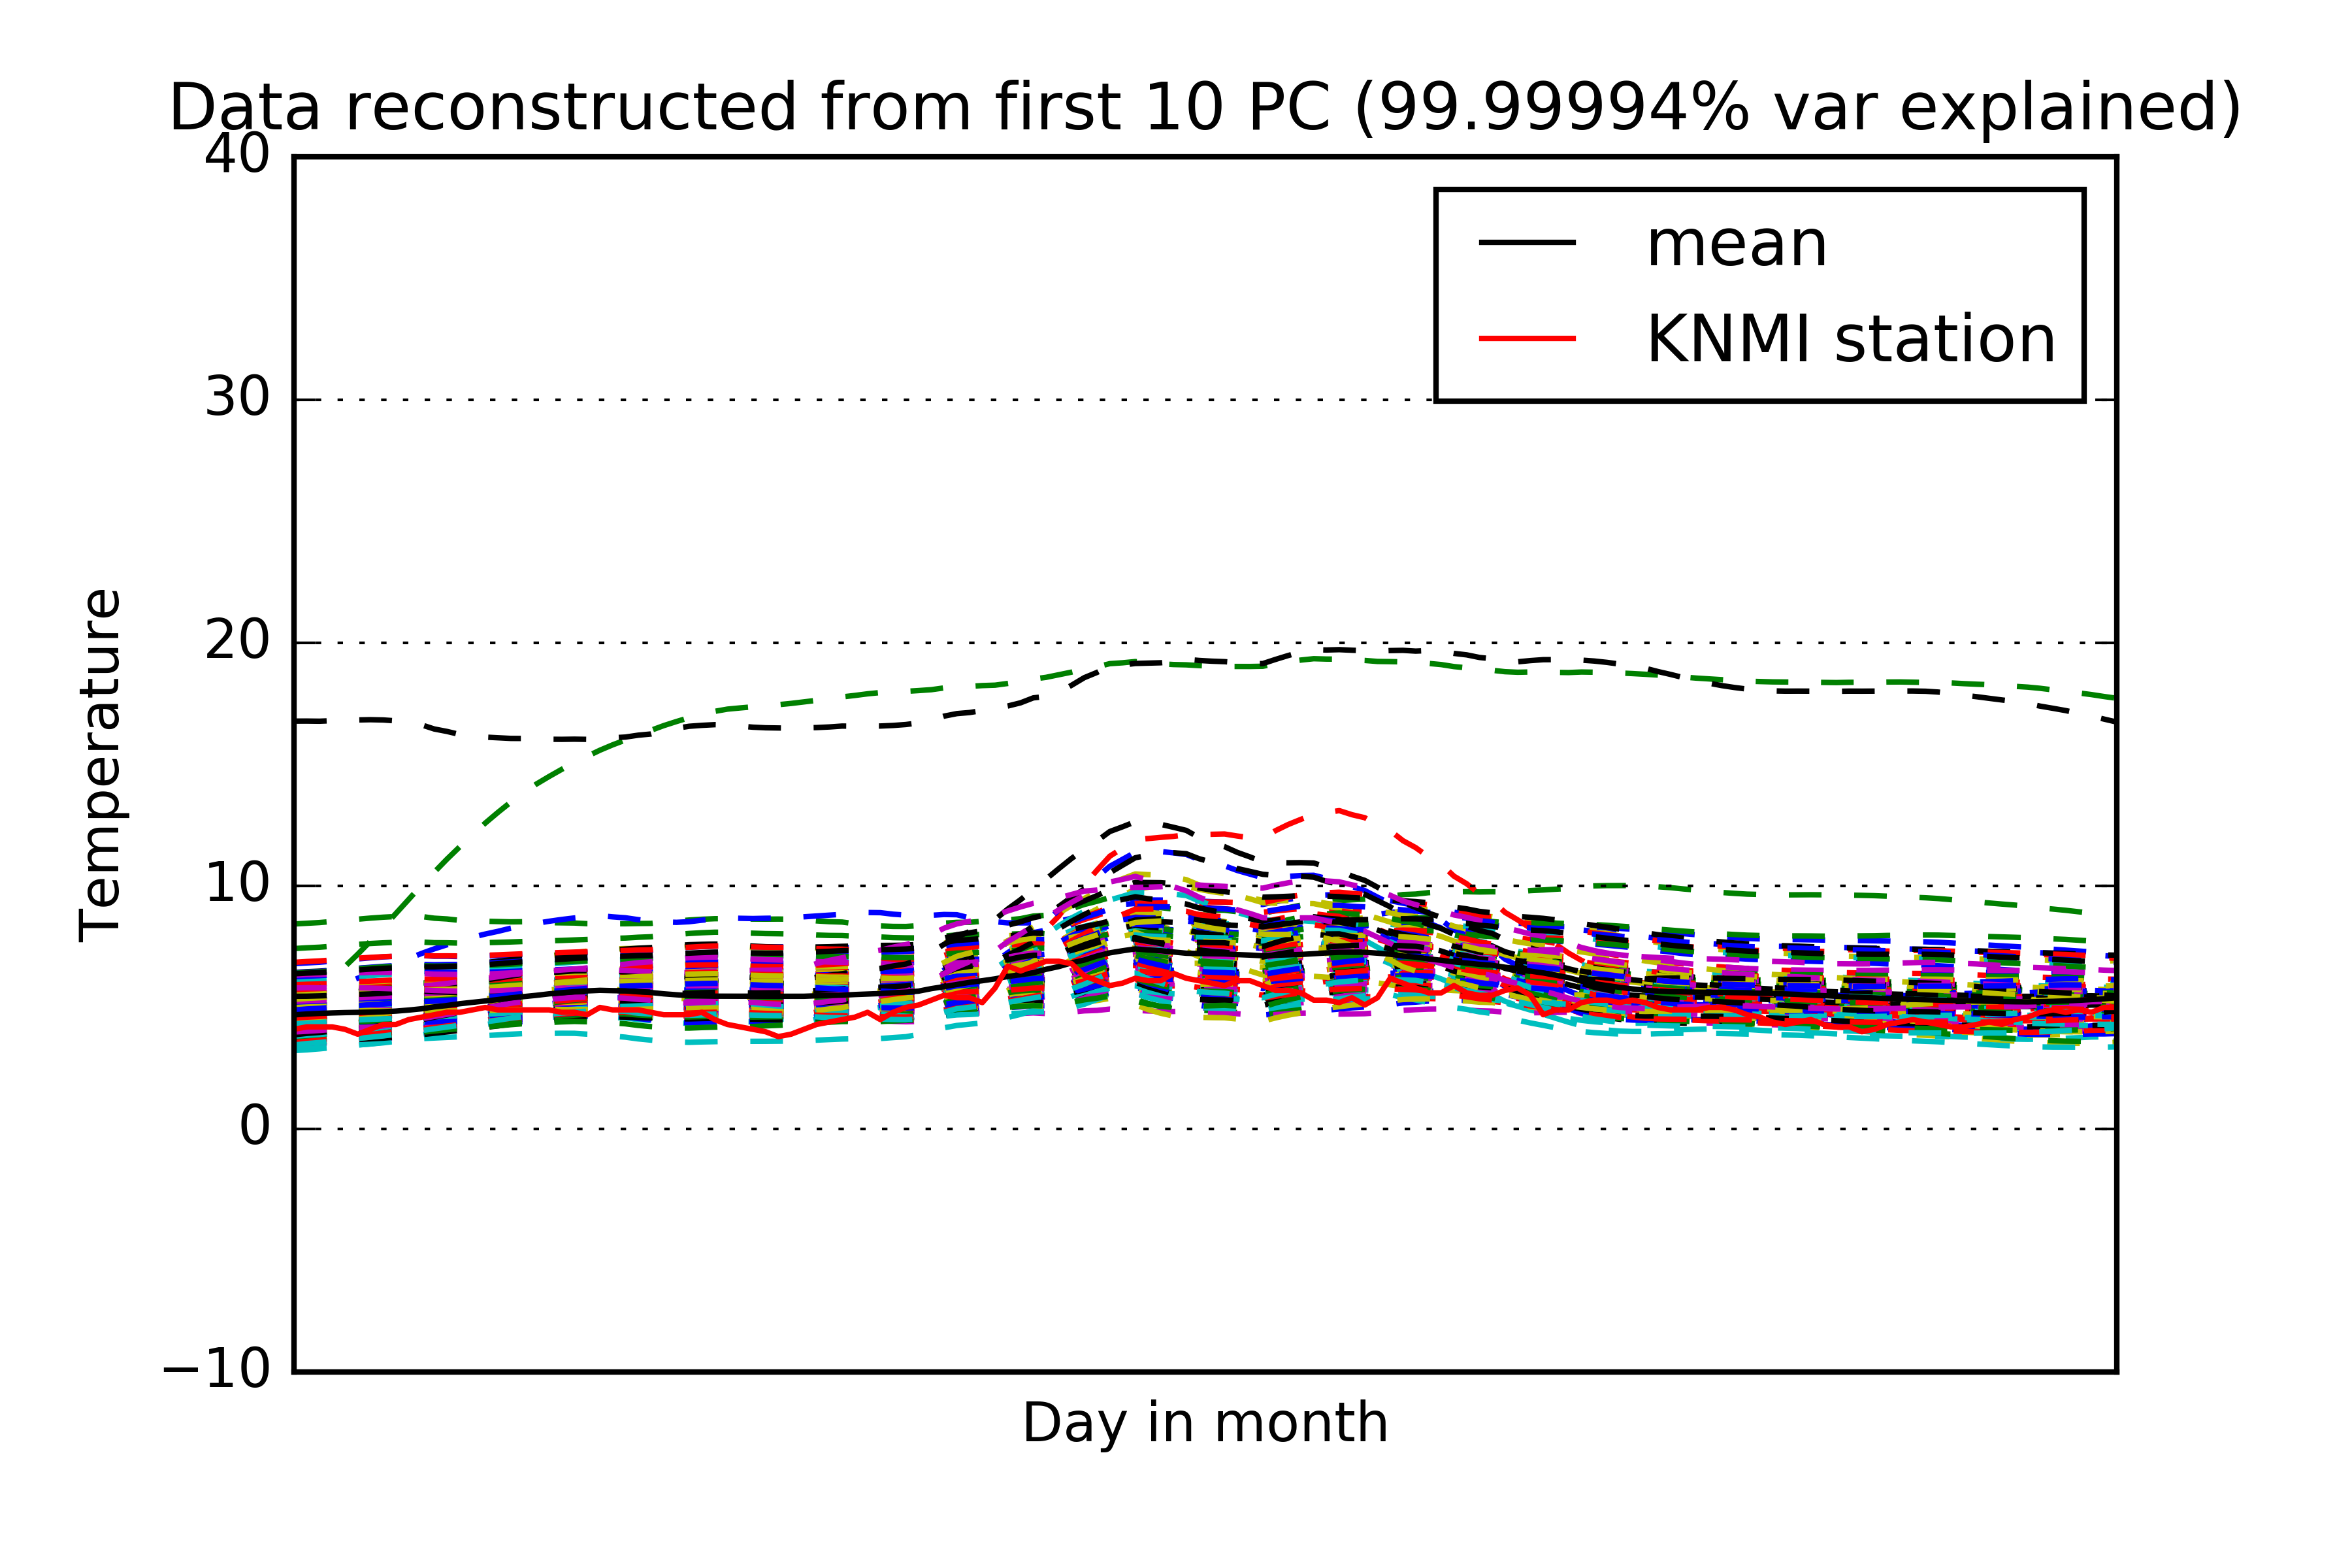 Data reconstructed from first 10 PC (99.99994% var explained)
40
30
20
10
0
−10
Temperature
mean
KNMI station
Day in month